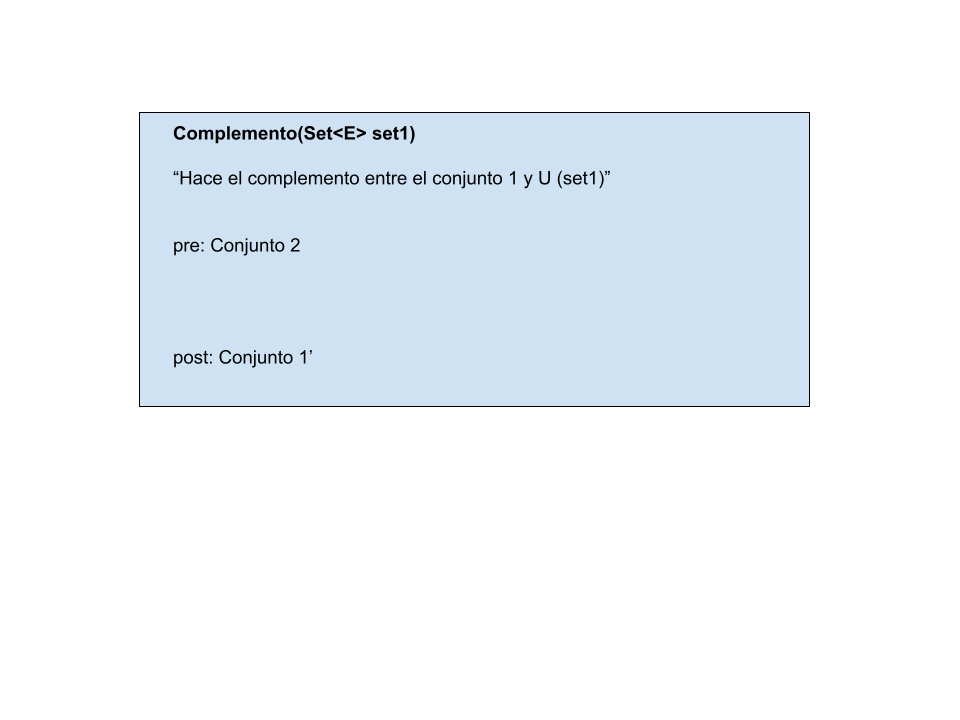 Complemento(Set<E> set1)
“Hace el complemento entre el conjunto 1 y U (set1)”
pre: Conjunto 2
post: Conjunto 1’